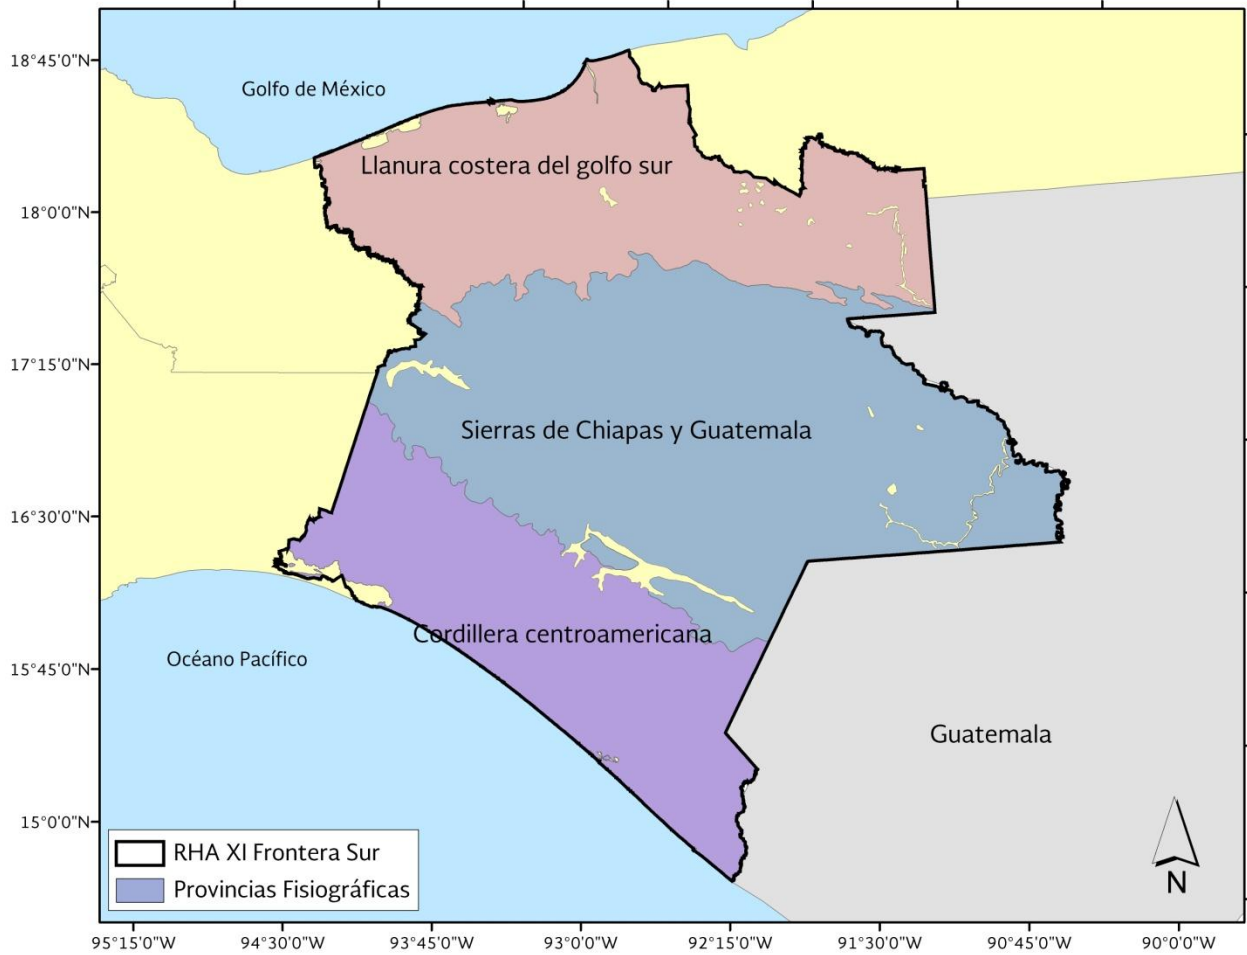 18°45'0"N
Golfo de México
Llanura costera del golfo sur
18°0'0"N
17°15'0"N
Sierras de Chiapas y Guatemala
16°30'0"N
Cordillera centroamericana
15°45'0"N
Océano Pacífico
Guatemala
15°0'0"N
RHA XI Frontera Sur
Provincias Fisiográficas
N
95°15'0"W 94°30'0"W 93°45'0"W 93°0'0"W 92°15'0"W 91°30'0"W 90°45'0"W 90°0'0"W